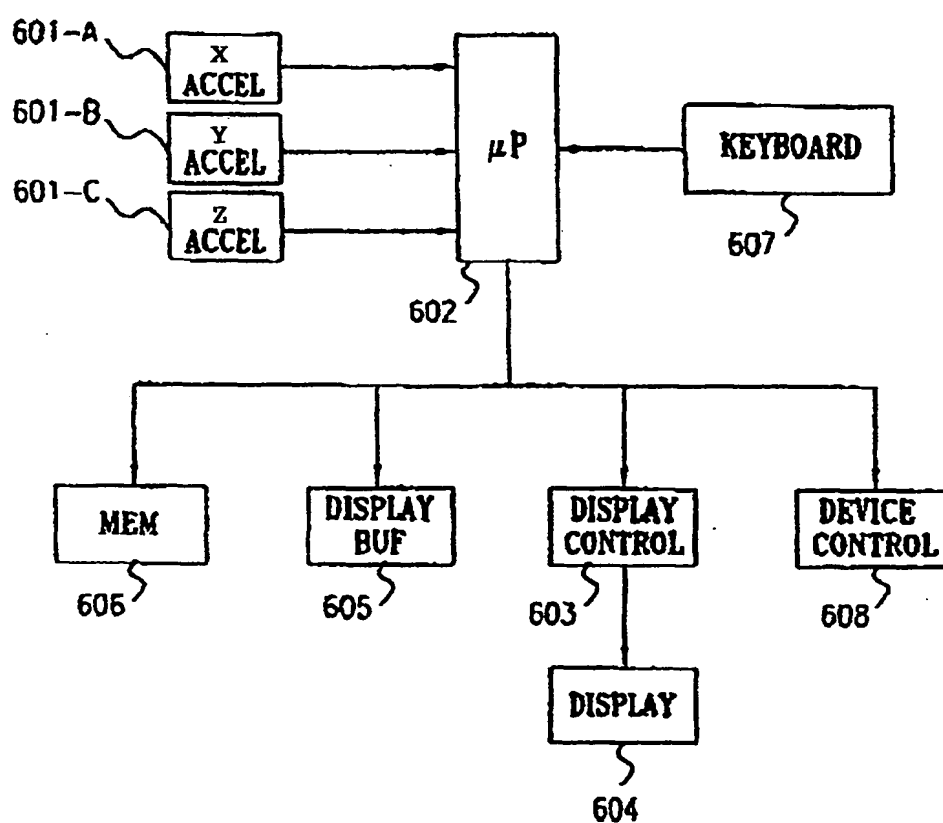 601-A
X
ACCEL
601-B
Y
ACCEL
601-C
Z
ACCEL
μP
602
KEYBOARD
607
MEM
606
DISPLAY
BUF
605
DISPLAY
CONTROL
603
DEVICE
CONTROL
608
DISPLAY
604